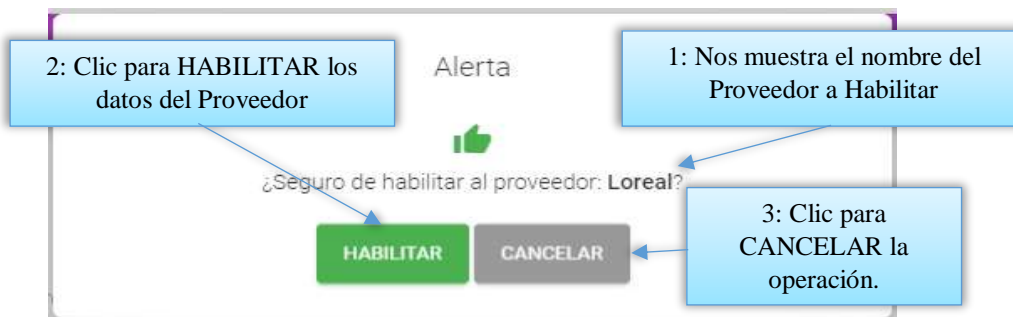 2: Clic para HABILITAR los
datos del Proveedor
Alerta
1: Nos muestra el nombre del
Proveedor a Habilitar
¿Seguro de habilitar al proveedor: Loreal?
HABILITAR
CANCELAR
3: Clic para
CANCELAR la
operación.